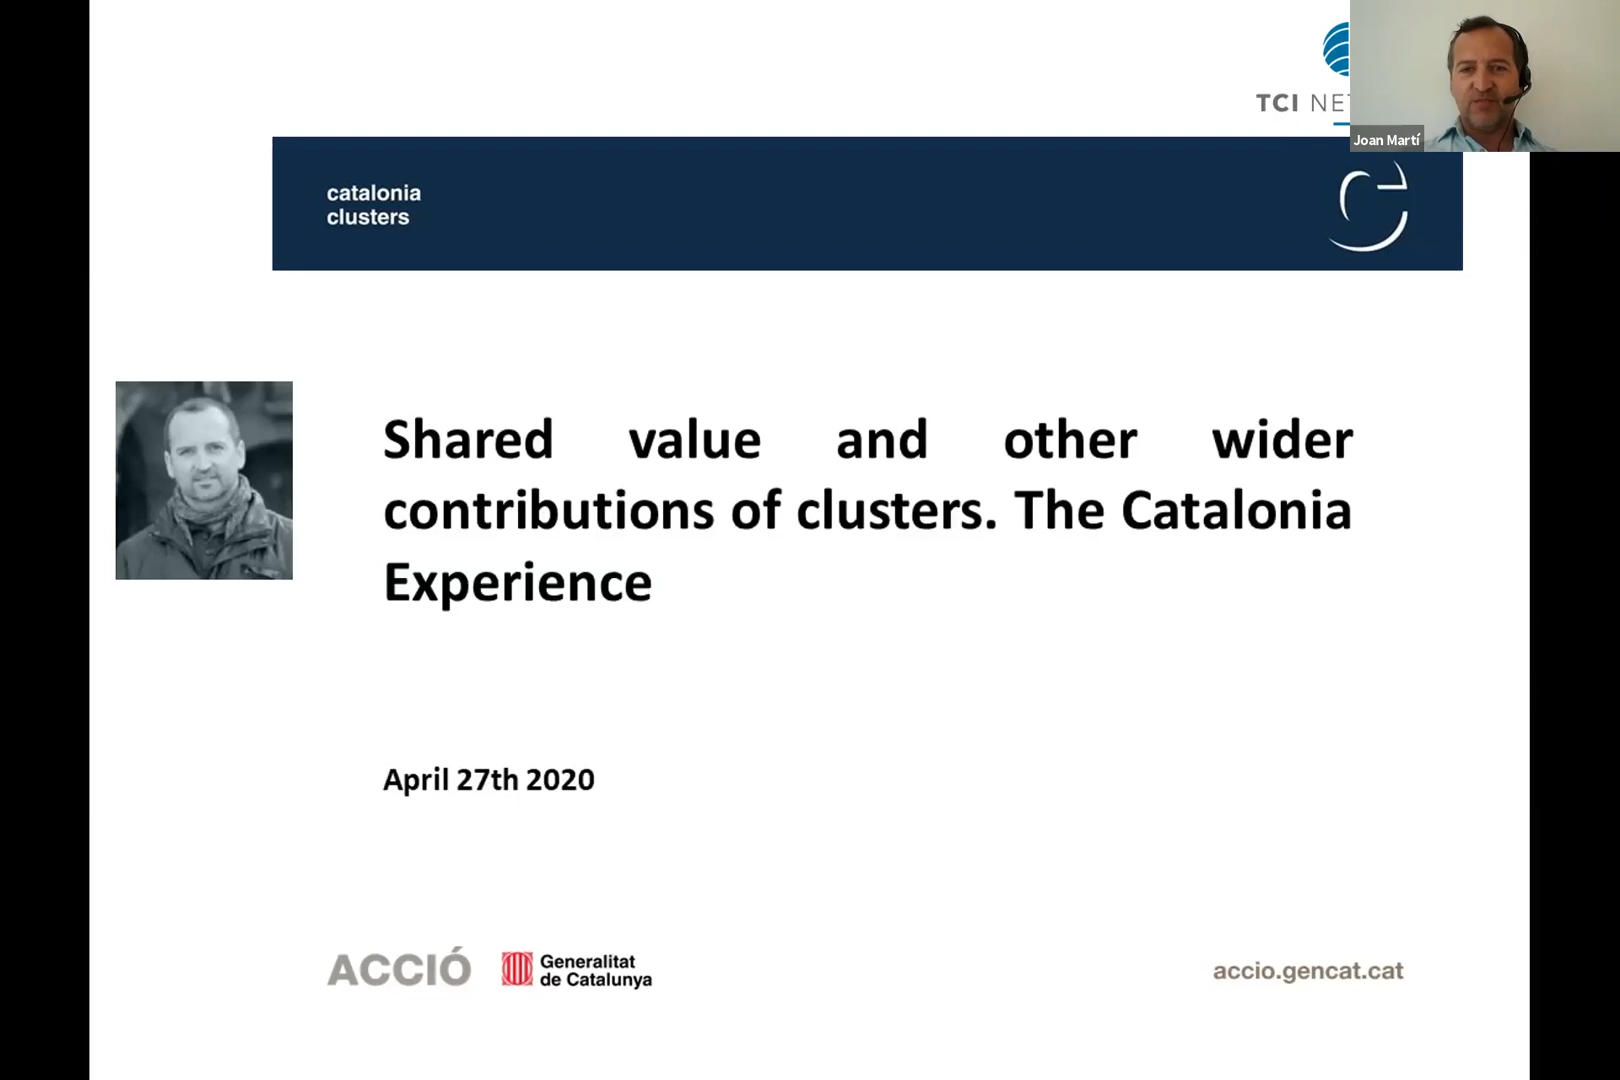 TCI NE
Joan Martí
catalonia
clusters
Shared value and other wider
contributions of clusters. The Catalonia
Experience
April 27th 2020
ACCIÓ
Generalitat
de Catalunya
accio.gencat.cat